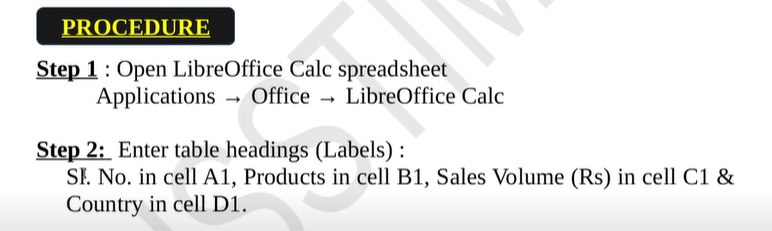 PROCEDURE
Step 1 : Open LibreOffice Calc spreadsheet
Applications → Office → LibreOffice Calc
Step 2: Enter table headings (Labels) :
Sl. No. in cell A1, Products in cell B1, Sales Volume (Rs) in cell C1 &
Country in cell D1.